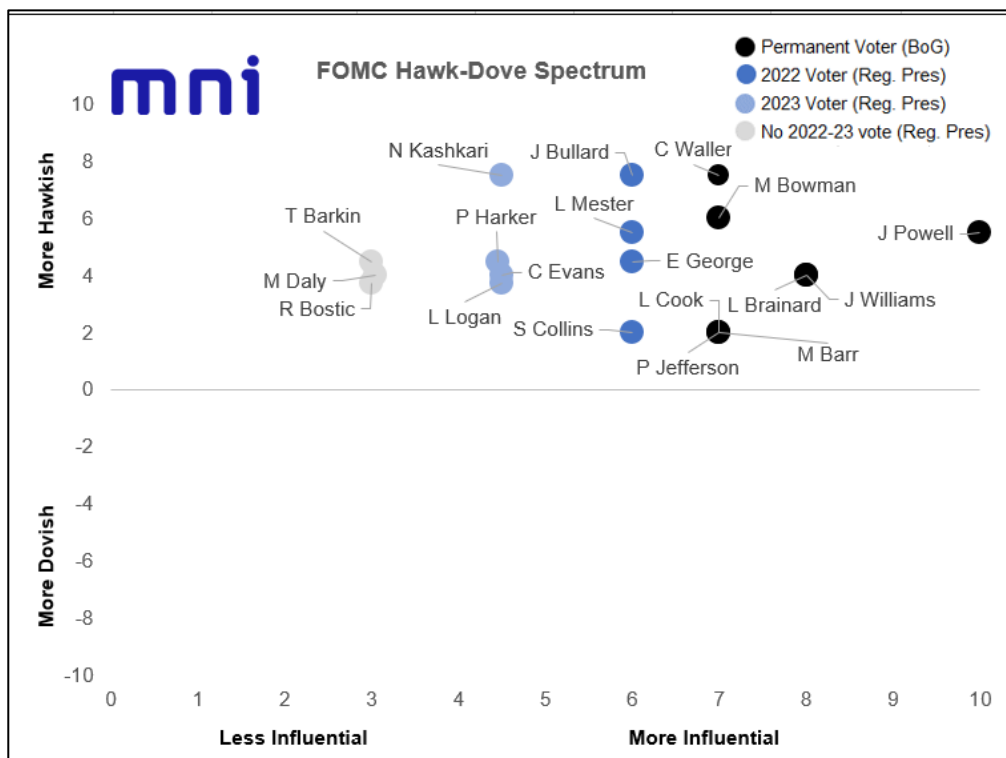 mni
FOMC Hawk-Dove Spectrum
Permanent Voter (BoG)
2022 Voter (Reg. Pres)
2023 Voter (Reg. Pres)
No 2022-23 vote (Reg. Pres)
More Hawkish
More Dovish
10
8
6
4
2
0
-2
-4
-6
-8
-10
N Kashkari
J Bullard
C Waller
M Bowman
T Barkin
P Harker
L Mester
J Powell
M Daly
C Evans
E George
R Bostic
L Logan
L Cook
L Brainard
J Williams
S Collins
P Jefferson
M Barr
0
1
2
3
4
5
6
7
8
9
10
Less Influential
More Influential